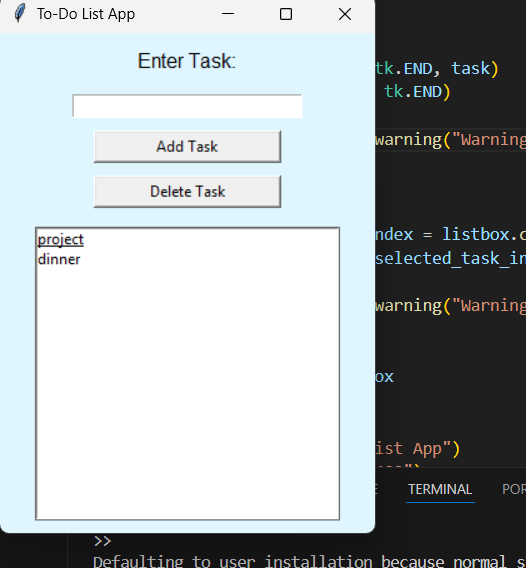 To-Do List App
Enter Task:
Add Task
Delete Task
project
dinner
tk.END, task)
tk.END)
warning("Warning
ndex = listbox.c
selected_task_in
warning("Warning
ox
ist App")
TERMINAL
POR
>>
Defaulting to user installation because normal s